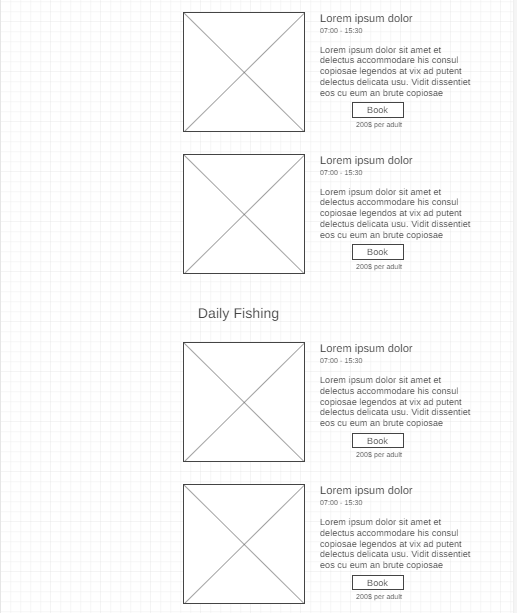 Lorem ipsum dolor
07:00 - 15:30
Lorem ipsum dolor sit amet et
delectus accommodare his consul
copiosae legendos at vix ad putent
delectus delicata usu. Vidit dissentiet
eos cu eum an brute copiosae
Book
200$ per adult
Lorem ipsum dolor
07:00 - 15:30
Lorem ipsum dolor sit amet et
delectus accommodare his consul
copiosae legendos at vix ad putent
delectus delicata usu. Vidit dissentiet
eos cu eum an brute copiosae
Book
200$ per adult
Daily Fishing
Lorem ipsum dolor
07:00 - 15:30
Lorem ipsum dolor sit amet et
delectus accommodare his consul
copiosae legendos at vix ad putent
delectus delicata usu. Vidit dissentiet
eos cu eum an brute copiosae
Book
200$ per adult
Lorem ipsum dolor
07:00 - 15:30
Lorem ipsum dolor sit amet et
delectus accommodare his consul
copiosae legendos at vix ad putent
delectus delicata usu. Vidit dissentiet
eos cu eum an brute copiosae
Book
200$ per adult